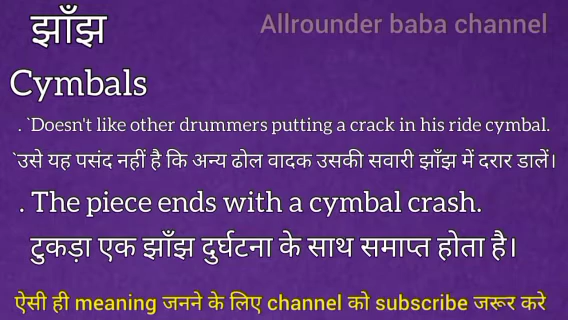 झाँझ
Allrounder baba channel
Cymbals
. `Doesn't like other drummers putting a crack in his ride cymbal.
`उसे यह पसंद नहीं है कि अन्य ढोल वादक उसकी सवारी झाँझ में दरार डालें।
. The piece ends with a cymbal crash.
टुकड़ा एक झाँझ दुर्घटना के साथ समाप्त होता है।
ऐसी ही meaning जनने के लिए channel को subscribe जरूर करे